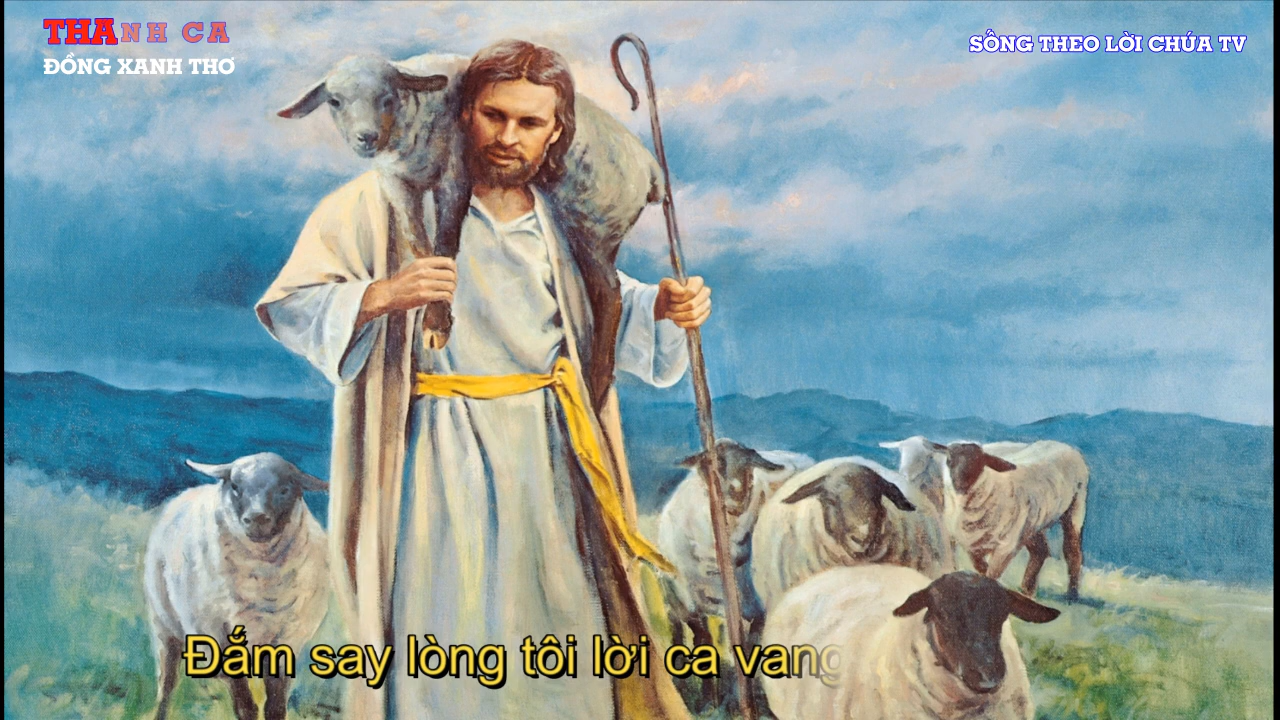 THANH CA
ĐỒNG XANH THƠ
SỐNG THEO LỜI CHÚA TV
Đắm say lòng tôi lời ca vang